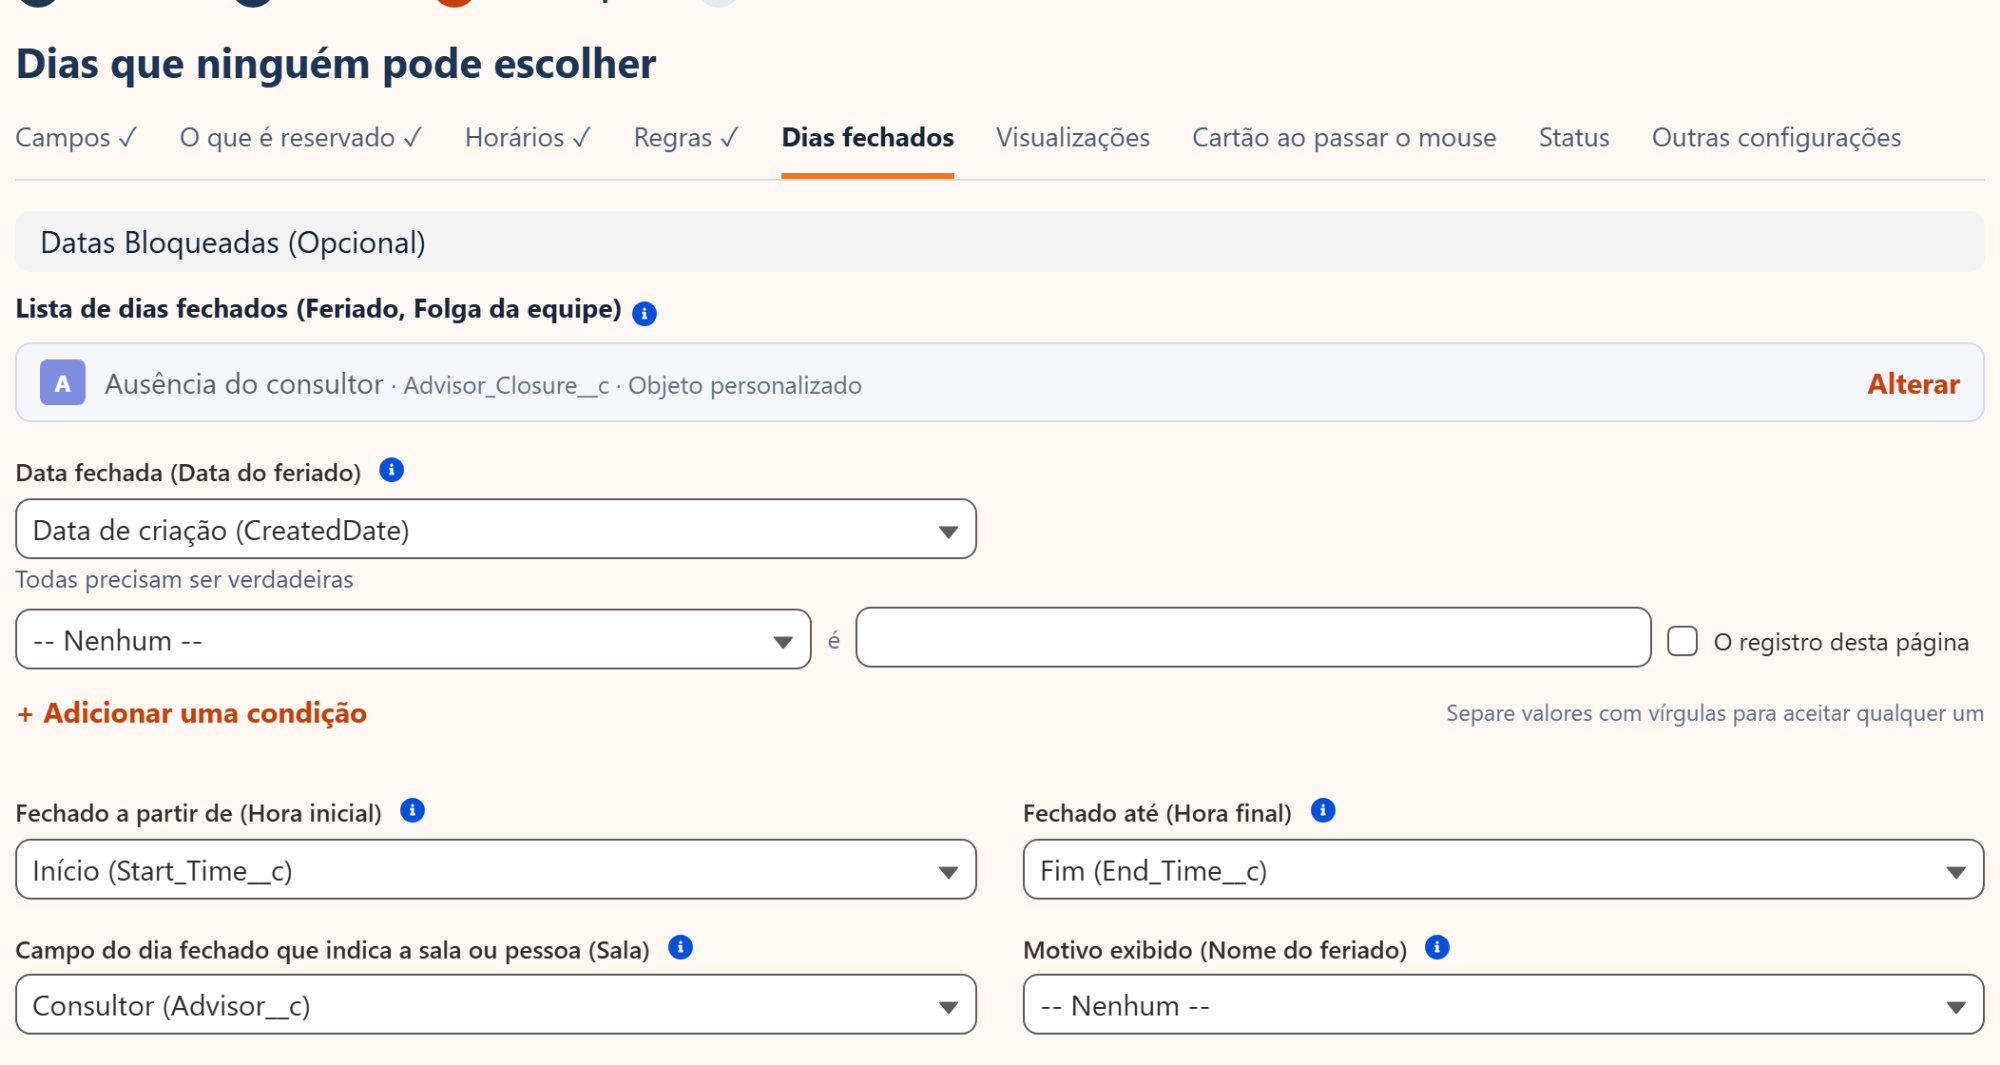 Dias que ninguém pode escolher
Campos ✓ O que é reservado ✓ Horários ✓ Regras ✓ Dias fechados Visualizações Cartão ao passar o mouse Status Outras configurações
Datas Bloqueadas (Opcional)
Lista de dias fechados (Feriado, Folga da equipe)
A Ausência do consultor · Advisor_Closure__c · Objeto personalizado Alterar
Data fechada (Data do feriado)
Data de criação (CreatedDate)
Todas precisam ser verdadeiras
-- Nenhum -- é O registro desta página
+ Adicionar uma condição Separe valores com vírgulas para aceitar qualquer um
Fechado a partir de (Hora inicial) Fechado até (Hora final)
Início (Start_Time__c) Fim (End_Time__c)
Campo do dia fechado que indica a sala ou pessoa (Sala) Motivo exibido (Nome do feriado)
Consultor (Advisor__c) -- Nenhum --